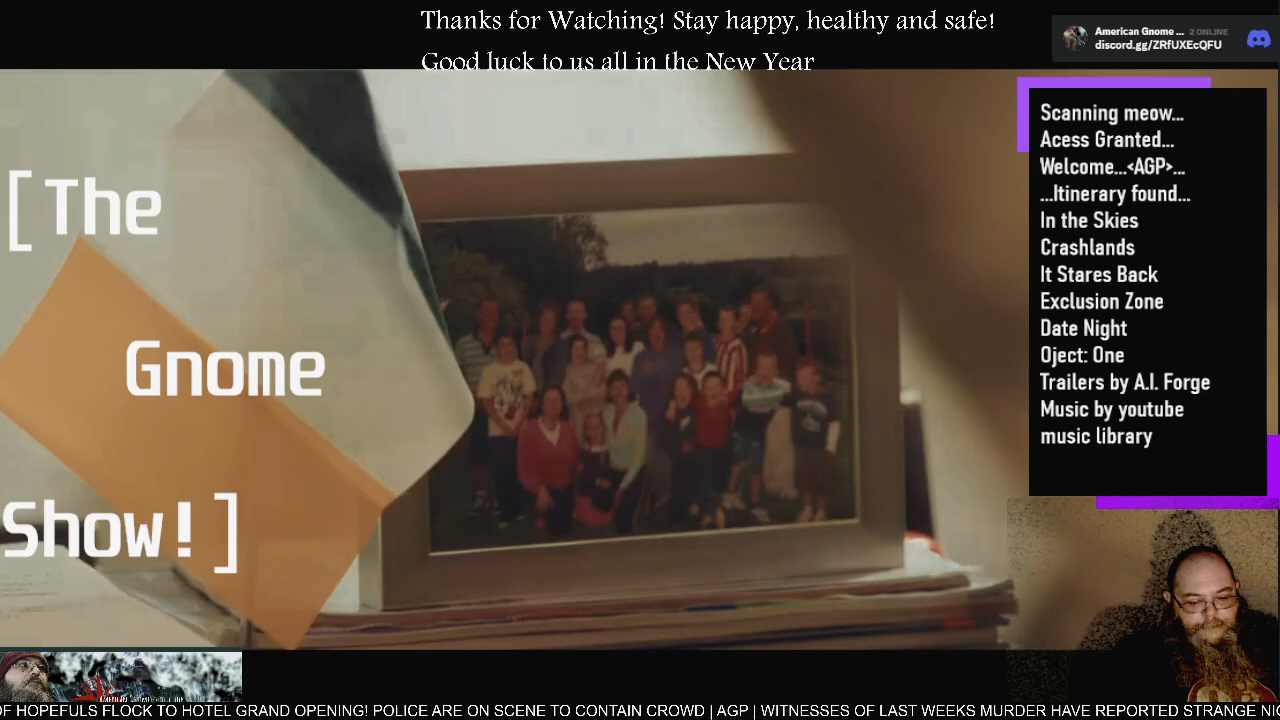 Thanks for Watching! Stay happy, healthy and safe!
Good luck to us all in the New Year
American Gnome ... 2 ONLINE
discord.gg/ZRfUXEcQFU
[The
Gnome
Show!]
Scanning meow...
Acess Granted...
Welcome...<AGP>...
...Itinerary found...
In the Skies
Crashlands
It Stares Back
Exclusion Zone
Date Night
Oject: One
Trailers by A.I. Forge
Music by youtube
music library
OF HOPEFULS FLOCK TO HOTEL GRAND OPENING! POLICE ARE ON SCENE TO CONTAIN CROWD | AGP | WITNESSES OF LAST WEEKS MURDER HAVE REPORTED STRANGE